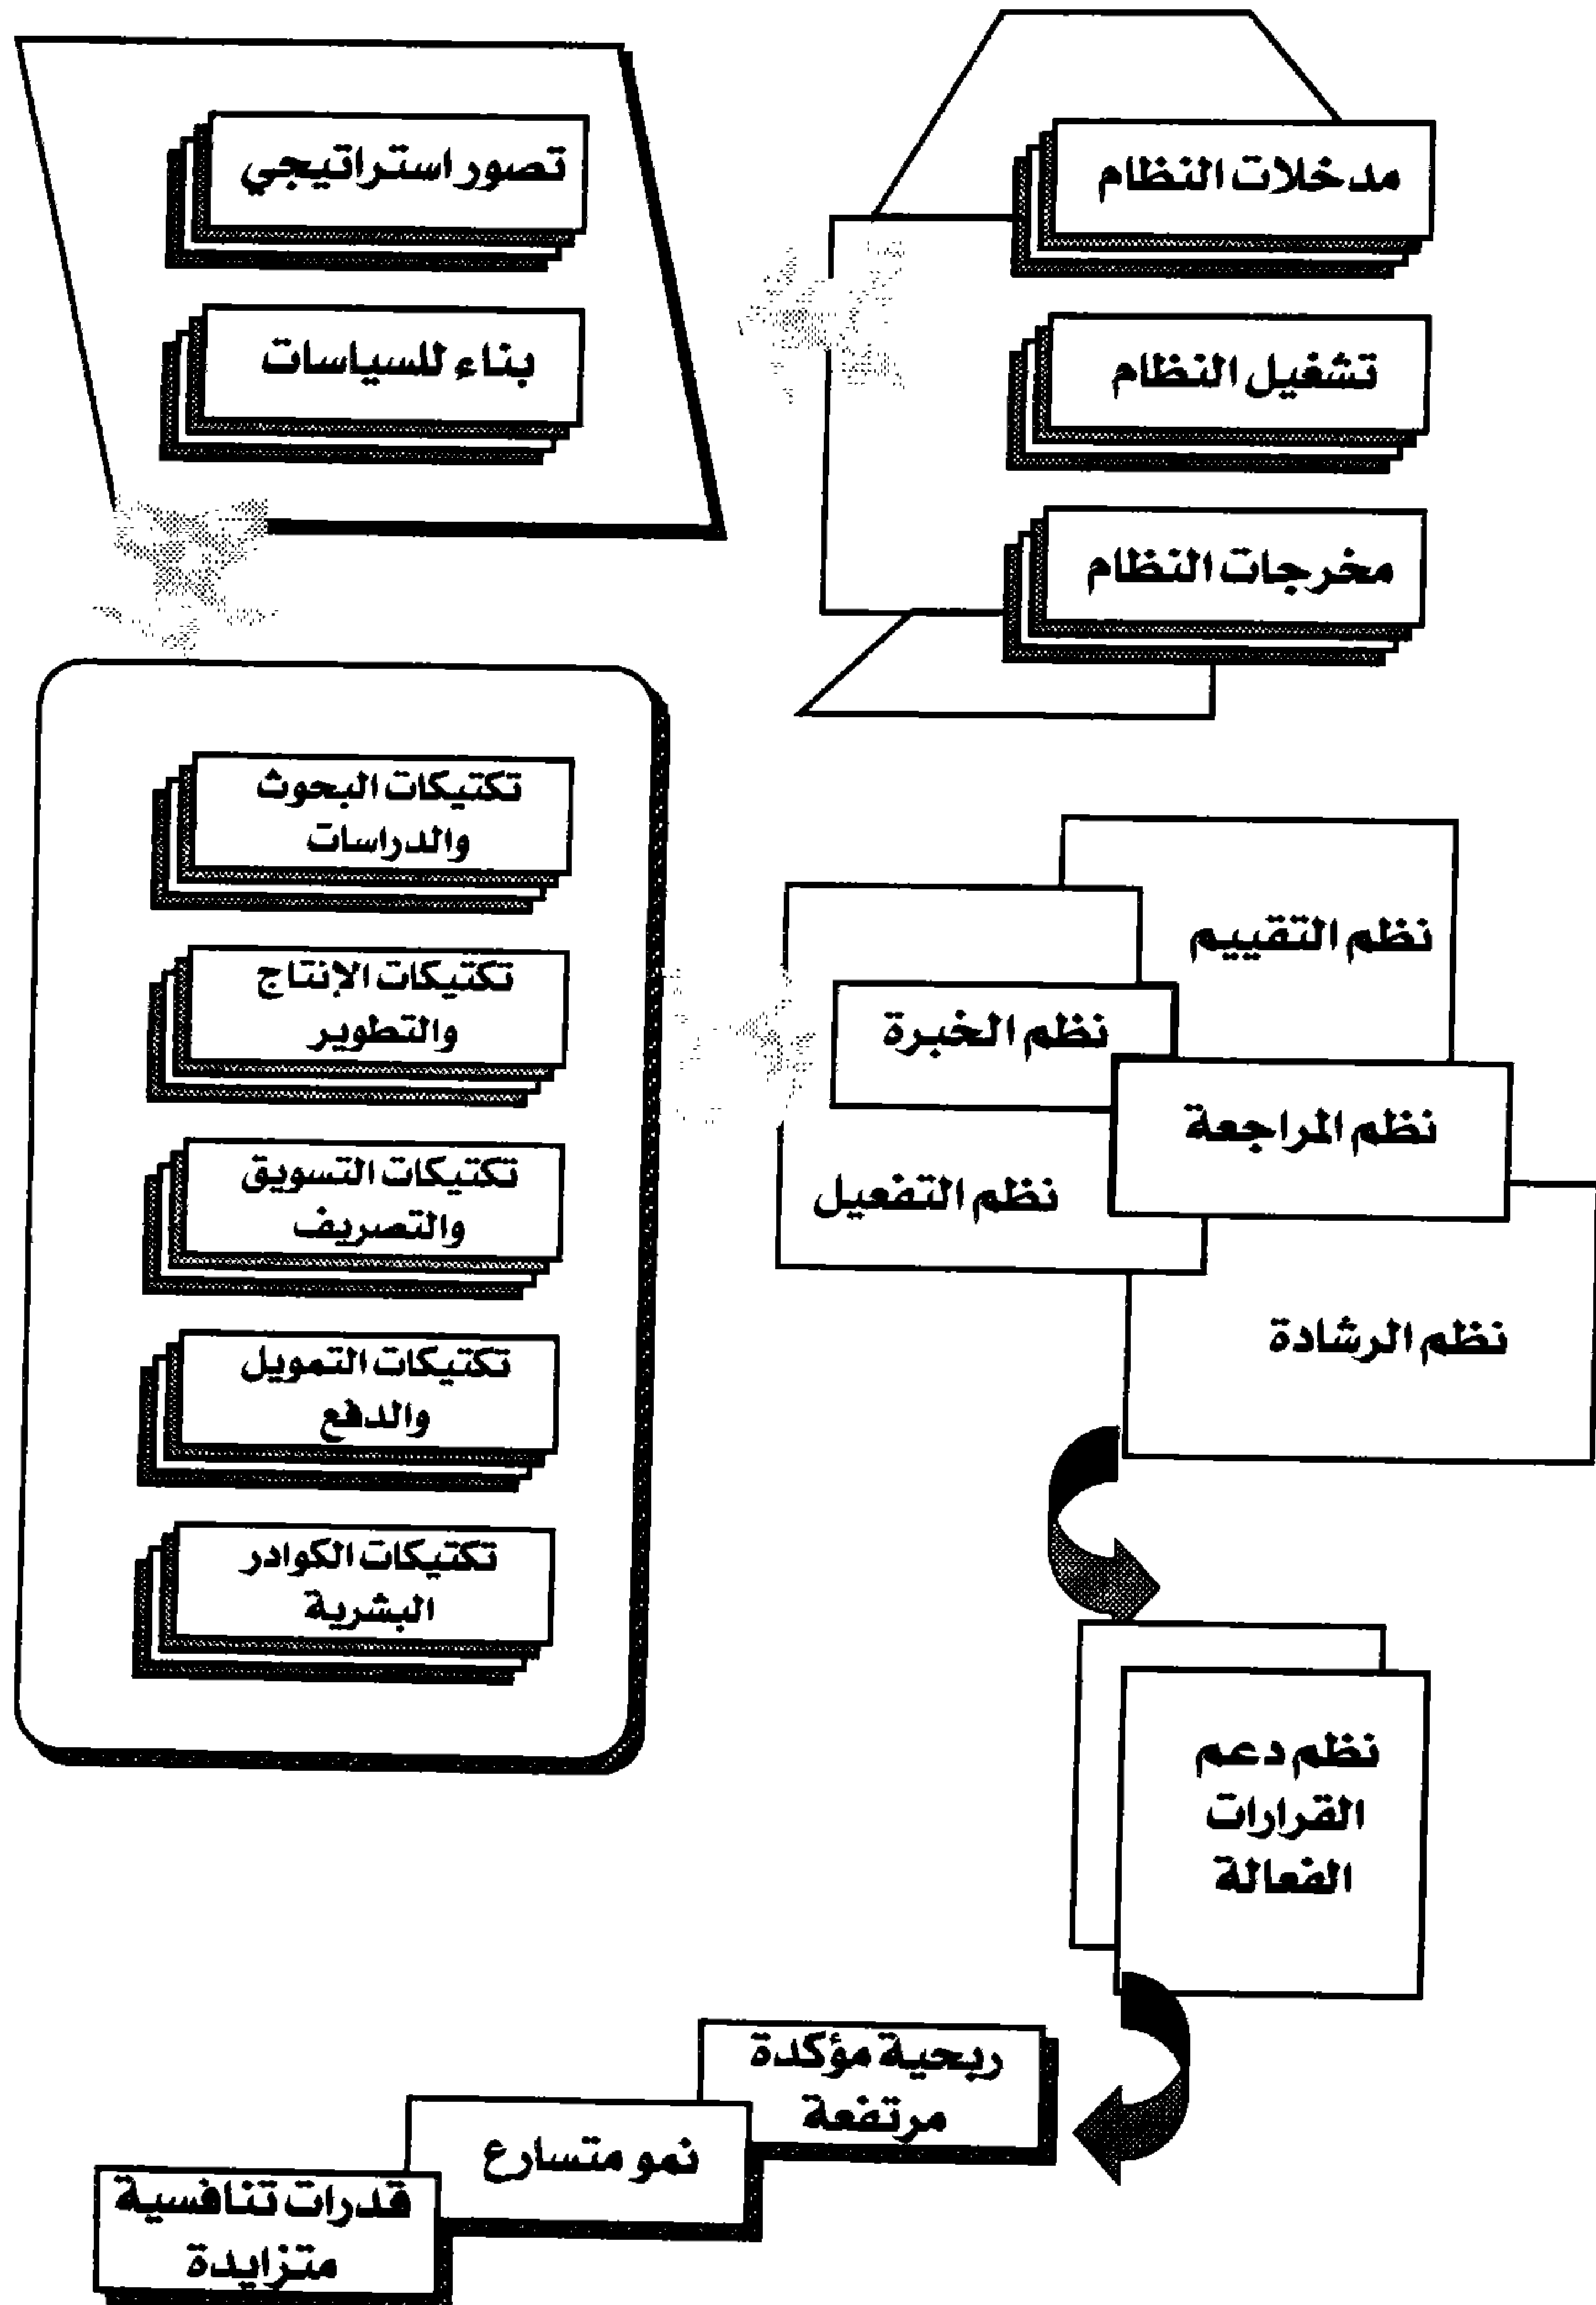 مدخلات النظام
تشغيل النظام
مخرجات النظام
تصور استراتيجي
بناء للسياسات
تكتيكات البحوث
والدراسات
تكتيكات الإنتاج
والتطوير
تكتيكات التسويق
والتصريف
تكتيكات التمويل
والدفع
تكتيكات الكوادر
البشرية
نظم التقييم
نظم الخبرة
نظم المراجعة
نظم التفعيل
نظم الرشادة
نظم دعم
القرارات
الفعالة
ربحية مؤكدة
مرتفعة
نمو متسارع
قدرات تنافسية
متزايدة